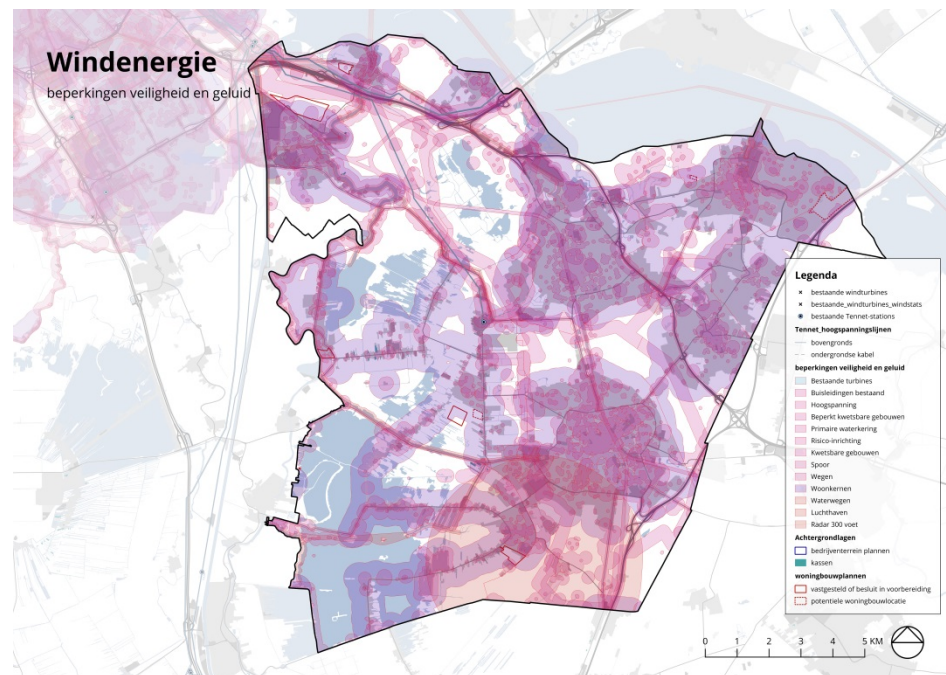 Windenergie
beperkingen veiligheid en geluid
Legenda
bestaande windturbines
bestaande_windturbines_windstats
bestaande Tennet-stations
Tennet_hoogspanningslijnen
bovengronds
ondergrondse kabel
beperkingen veiligheid en geluid
Bestaande turbines
Buisleidingen bestaand
Hoogspanning
Beperkt kwetsbare gebouwen
Primaire waterkering
Risico-inrichting
Kwetsbare gebouwen
Spoor
Wegen
Woonkernen
Waterwegen
Luchthaven
Radar 300 voet
Achtergrondlagen
bedrijventerrein plannen
kassen
woningbouwplannen
vastgesteld of besluit in voorbereiding
potentiele woningbouwlocatie
0 1 2 3 4 5 KM